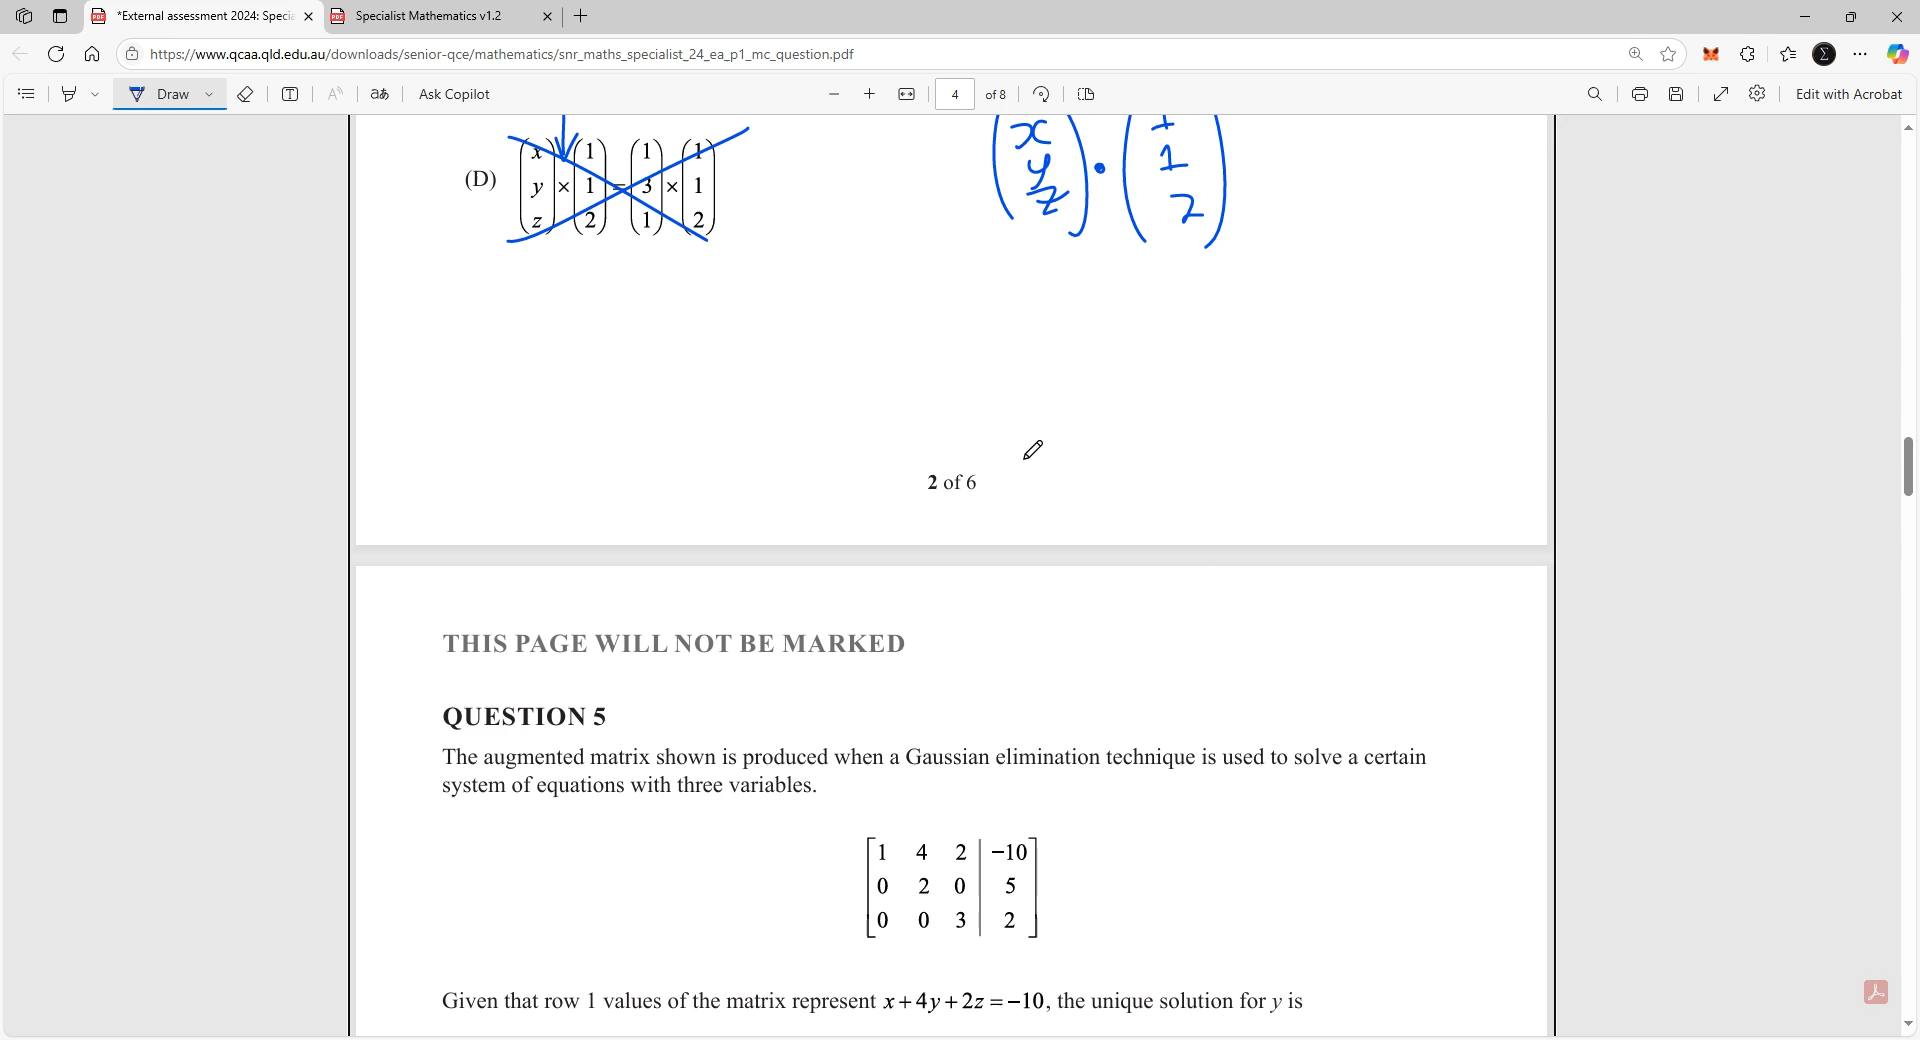 *External assessment 2024: Specia
Specialist Mathematics v1.2
https://www.qcaa.qld.edu.au/downloads/senior-qce/mathematics/snr_maths_specialist_24_ea_p1_mc_question.pdf
Draw
aあ
Ask Copilot
4 of 8
Edit with Acrobat
(D) (x y z) × (1 1 2) = (1 3 1) × (1 1 2)
(x y z) • (1 1 2)
2 of 6
THIS PAGE WILL NOT BE MARKED
QUESTION 5
The augmented matrix shown is produced when a Gaussian elimination technique is used to solve a certain
system of equations with three variables.
1 4 2 | −10
0 2 0 | 5
0 0 3 | 2
Given that row 1 values of the matrix represent x + 4y + 2z = −10, the unique solution for y is